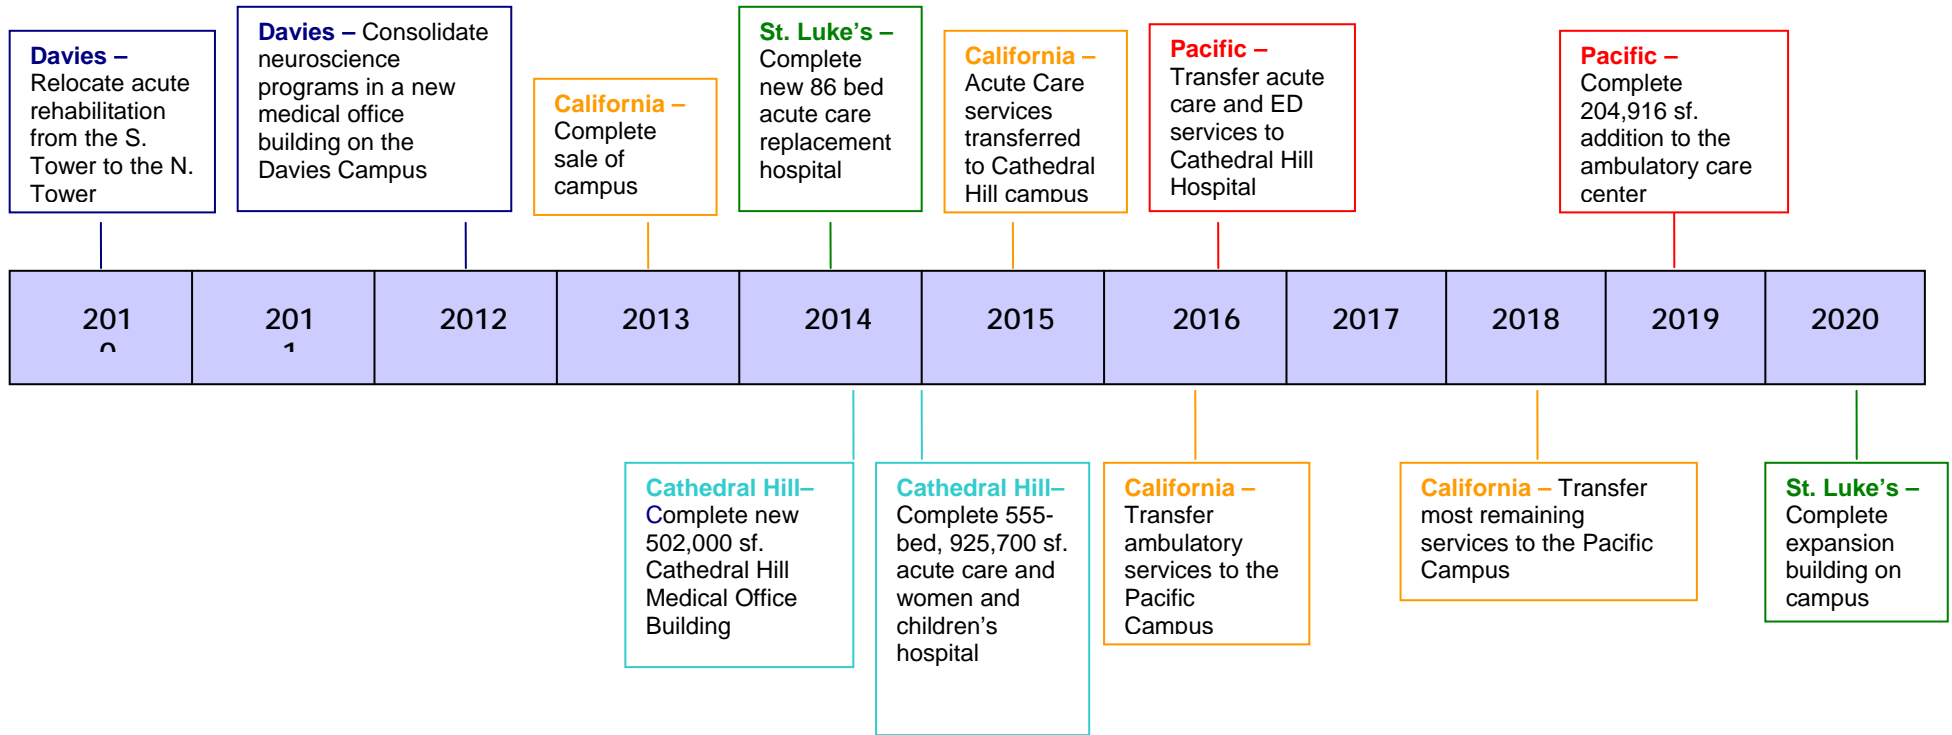 Davies –
Relocate acute
rehabilitation
from the S.
Tower to the N.
Tower
Davies – Consolidate
neuroscience
programs in a new
medical office
building on the
Davies Campus
California –
Complete
sale of
campus
St. Luke's –
Complete
new 86 bed
acute care
replacement
hospital
California –
Acute Care
services
transferred
to Cathedral
Hill campus
Pacific –
Transfer acute
care and ED
services to
Cathedral Hill
Hospital
Pacific –
Complete
204,916 sf.
addition to the
ambulatory care
center
201
0
201
1
2012
2013
2014
2015
2016
2017
2018
2019
2020
Cathedral Hill–
Complete new
502,000 sf.
Cathedral Hill
Medical Office
Building
Cathedral Hill–
Complete 555-
bed, 925,700 sf.
acute care and
women and
children's
hospital
California –
Transfer
ambulatory
services to the
Pacific
Campus
California – Transfer
most remaining
services to the Pacific
Campus
St. Luke's –
Complete
expansion
building on
campus